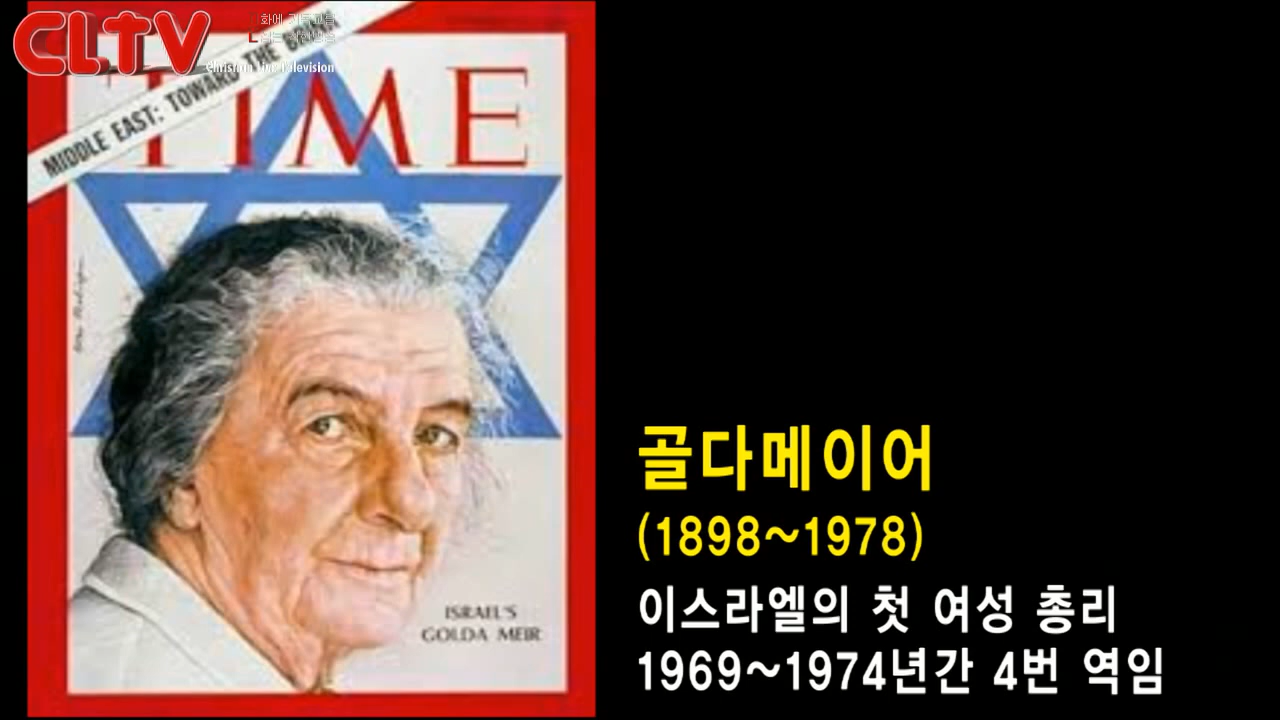 CLTV
Christian Live Television
MIDDLE EAST: TOWARD THE BRINK
TIME
ISRAEL'S
GOLDA MEIR
골다메이어
(1898~1978)
이스라엘의 첫 여성 총리
1969~1974년간 4번 역임